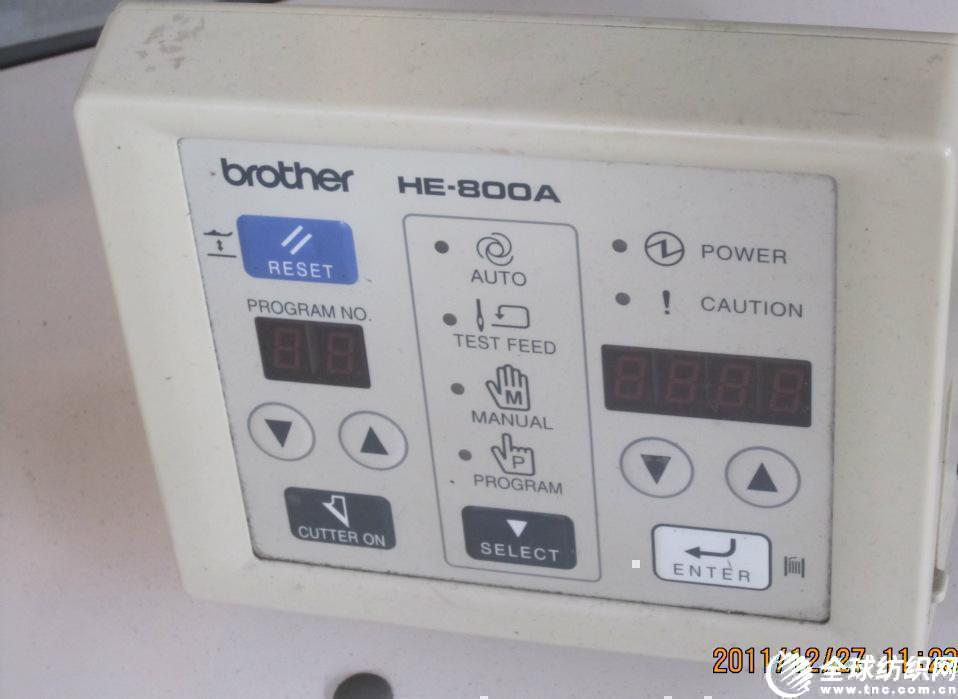 brother HE-800A
RESET
PROGRAM NO.
CUTTER ON
AUTO
TEST FEED
M
MANUAL
P
PROGRAM
SELECT
POWER
! CAUTION
ENTER
2011/12/27 11:23
全球纺织网
www.tnc.com.cn